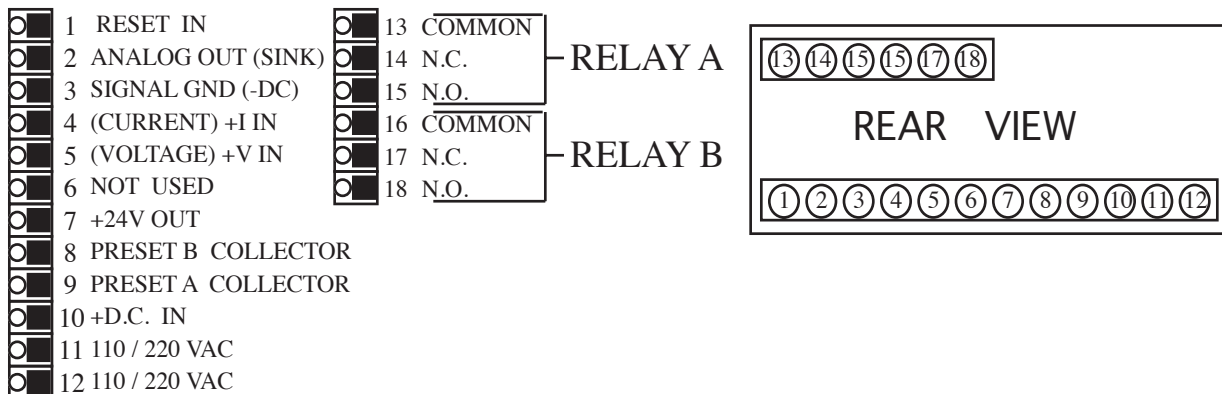 1 RESET IN
2 ANALOG OUT (SINK)
3 SIGNAL GND (-DC)
4 (CURRENT) +I IN
5 (VOLTAGE) +V IN
6 NOT USED
7 +24V OUT
8 PRESET B COLLECTOR
9 PRESET A COLLECTOR
10 +D.C. IN
11 110 / 220 VAC
12 110 / 220 VAC
13 COMMON
14 N.C.
15 N.O.
RELAY A
16 COMMON
17 N.C.
18 N.O.
RELAY B
13 14 15 15 17 18
REAR VIEW
1 2 3 4 5 6 7 8 9 10 11 12